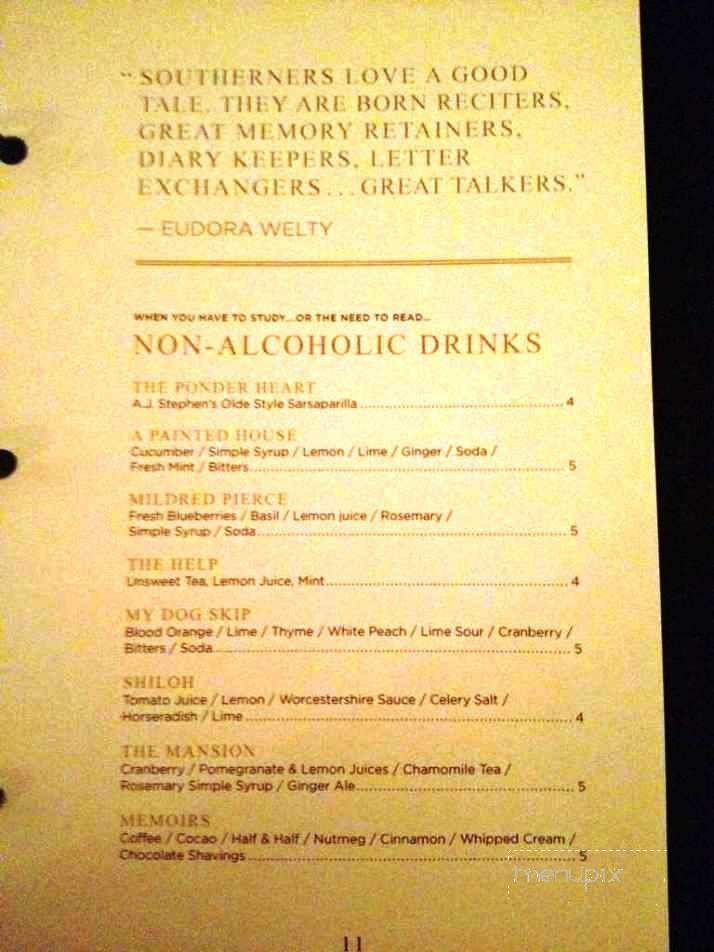 “SOUTHERNERS LOVE A GOOD
TALE. THEY ARE BORN RECITERS,
GREAT MEMORY RETAINERS,
DIARY KEEPERS, LETTER
EXCHANGERS...GREAT TALKERS.”
— EUDORA WELTY
WHEN YOU HAVE TO STUDY...OR THE NEED TO READ...
NON-ALCOHOLIC DRINKS
THE PONDER HEART
A.J. Stephen's Olde Style Sarsaparilla 4
A PAINTED HOUSE
Cucumber / Simple Syrup / Lemon / Lime / Ginger / Soda /
Fresh Mint / Bitters 5
MILDRED PIERCE
Fresh Blueberries / Basil / Lemon juice / Rosemary /
Simple Syrup / Soda 5
THE HELP
Unsweet Tea, Lemon Juice, Mint 4
MY DOG SKIP
Blood Orange / Lime / Thyme / White Peach / Lime Sour / Cranberry /
Bitters / Soda 5
SHILOH
Tomato Juice / Lemon / Worcestershire Sauce / Celery Salt /
Horseradish / Lime 4
THE MANSION
Cranberry / Pomegranate & Lemon Juices / Chamomile Tea /
Rosemary Simple Syrup / Ginger Ale 5
MEMOIRS
Coffee / Cocao / Half & Half / Nutmeg / Cinnamon / Whipped Cream /
Chocolate Shavings 5
menupix
11